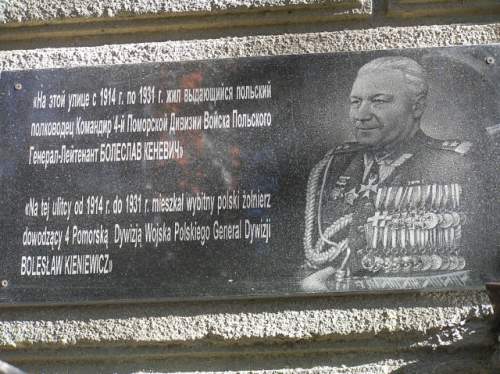 «На этой улице с 1914 г. по 1931 г. жил выдающийся польский
полководец Командир 4-й Поморской Дивизии Войска Польского
Генерал-Лейтенант БОЛЕСЛАВ КЕНЕВИЧ»
«Na tej ulitcy od 1914 г. do 1931 г. mieszkał wybitny polski żołnierz
dowodzący 4 Pomorską Dywizją Wojska Polskiego Generał Dywizji
BOLESŁAW KIENIEWICZ»